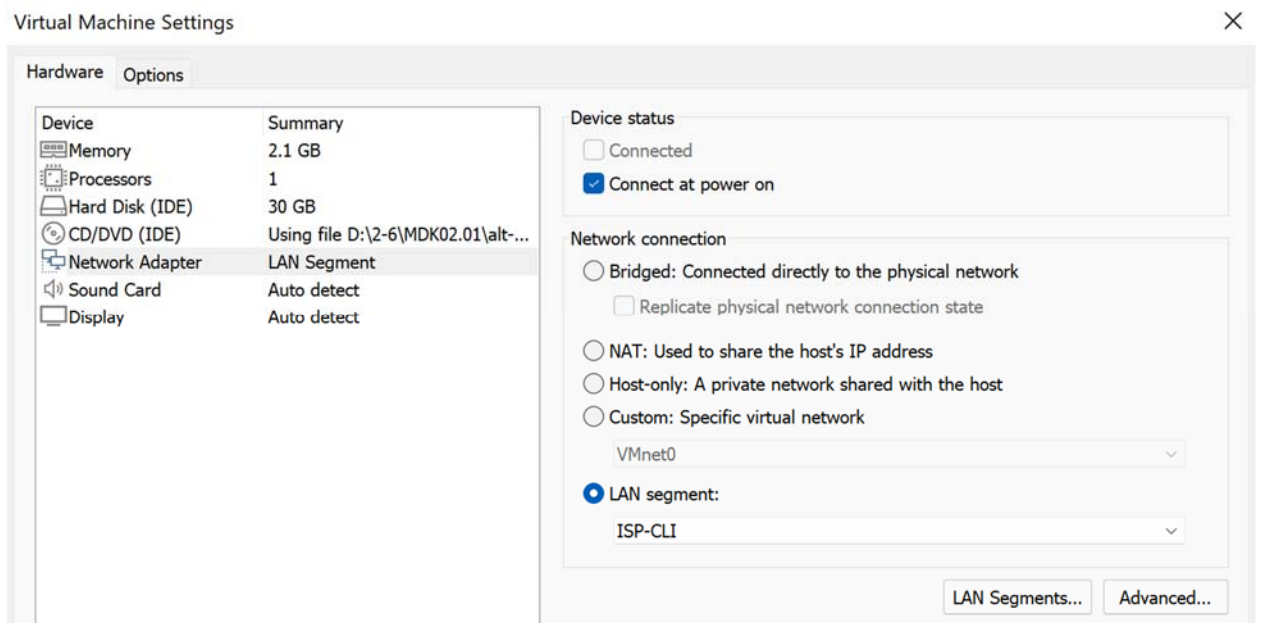 Virtual Machine Settings
Hardware Options
Device Summary
Memory 2.1 GB
Processors 1
Hard Disk (IDE) 30 GB
CD/DVD (IDE) Using file D:\2-6\MDK02.01\alt-...
Network Adapter LAN Segment
Sound Card Auto detect
Display Auto detect
Device status
Connected
Connect at power on
Network connection
Bridged: Connected directly to the physical network
Replicate physical network connection state
NAT: Used to share the host's IP address
Host-only: A private network shared with the host
Custom: Specific virtual network
VMnet0
LAN segment:
ISP-CLI
LAN Segments... Advanced...